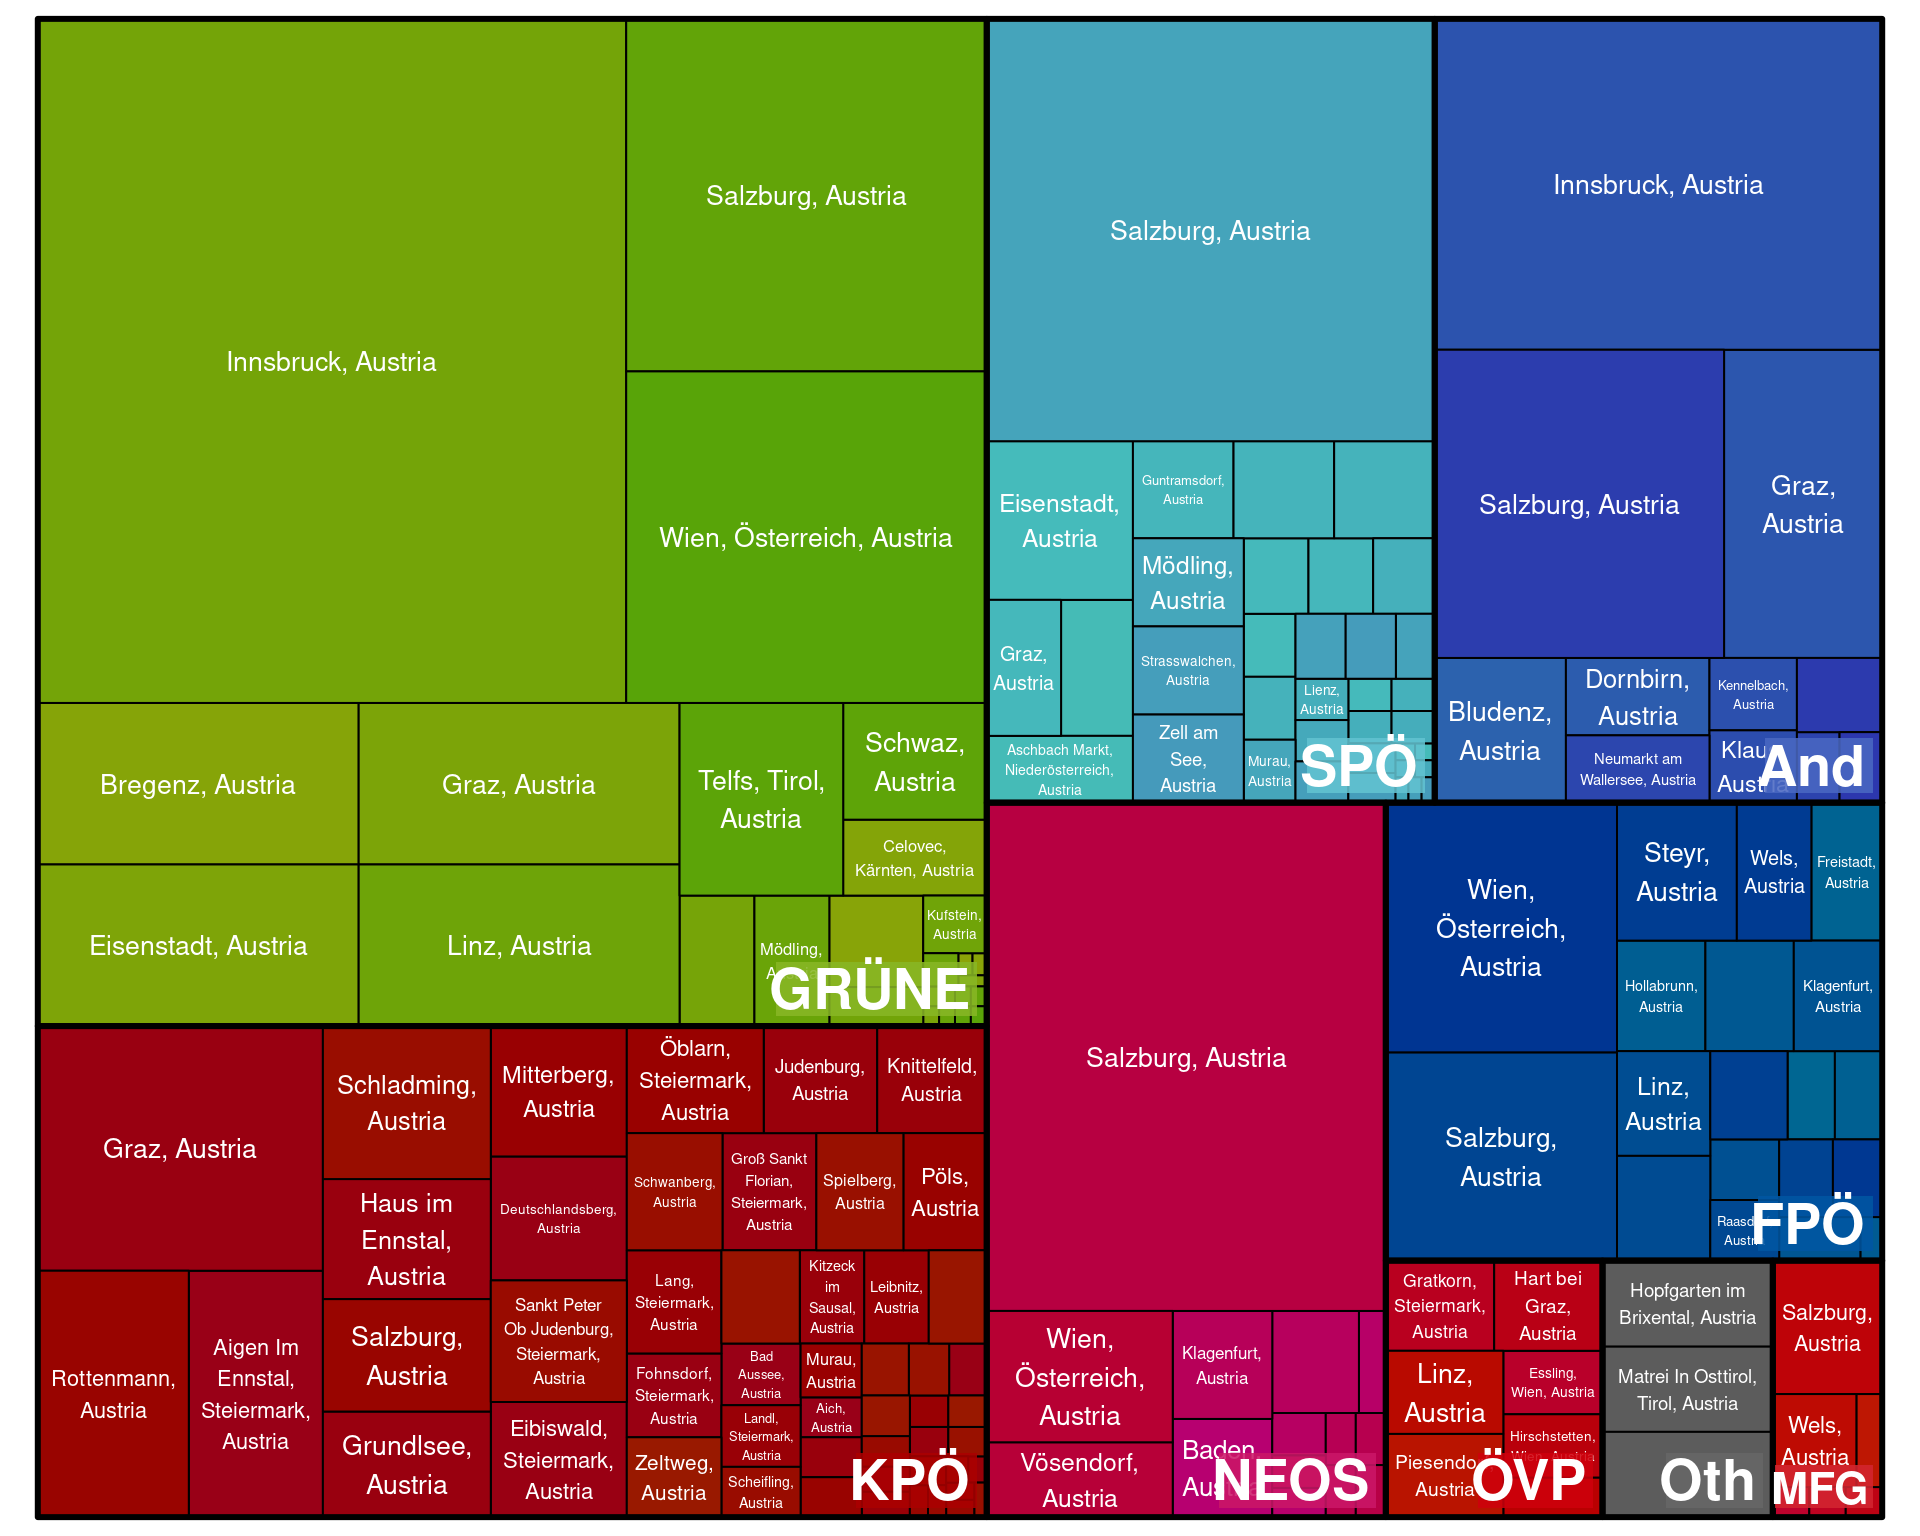 Innsbruck, Austria
Salzburg, Austria
Wien, Österreich, Austria
Bregenz, Austria
Graz, Austria
Eisenstadt, Austria
Linz, Austria
Telfs, Tirol,
Austria
Schwaz,
Austria
Celovec,
Kärnten, Austria
Mödling,
Kufstein,
Austria
GRÜNE
Salzburg, Austria
Eisenstadt,
Austria
Graz,
Austria
Aschbach Markt,
Niederösterreich,
Austria
Guntramsdorf,
Austria
Mödling,
Austria
Strasswalchen,
Austria
Zell am
See,
Austria
Lienz,
Austria
Murau,
Austria
SPÖ
Innsbruck, Austria
Salzburg, Austria
Graz,
Austria
Bludenz,
Austria
Dornbirn,
Austria
Neumarkt am
Wallersee, Austria
Kennelbach,
Austria
Klau
Austria
And
Graz, Austria
Rottenmann,
Austria
Aigen Im
Ennstal,
Steiermark,
Austria
Schladming,
Austria
Haus im
Ennstal,
Austria
Salzburg,
Austria
Grundlsee,
Austria
Mitterberg,
Austria
Deutschlandsberg,
Austria
Sankt Peter
Ob Judenburg,
Steiermark,
Austria
Eibiswald,
Steiermark,
Austria
Öblarn,
Steiermark,
Austria
Judenburg,
Austria
Knittelfeld,
Austria
Schwanberg,
Austria
Groß Sankt
Florian,
Steiermark,
Austria
Spielberg,
Austria
Pöls,
Austria
Lang,
Steiermark,
Austria
Fohnsdorf,
Steiermark,
Austria
Zeltweg,
Austria
Kitzeck
im
Sausal,
Austria
Leibnitz,
Austria
Bad
Aussee,
Austria
Landl,
Steiermark,
Austria
Scheifling,
Austria
Murau,
Austria
Aich,
Austria
KPÖ
Salzburg, Austria
Wien,
Österreich,
Austria
Vösendorf,
Austria
Klagenfurt,
Austria
Baden,
Austria
NEOS
Wien,
Österreich,
Austria
Salzburg,
Austria
Steyr,
Austria
Wels,
Austria
Freistadt,
Austria
Hollabrunn,
Austria
Klagenfurt,
Austria
Linz,
Austria
Raasd
Austria
FPÖ
Gratkorn,
Steiermark,
Austria
Hart bei
Graz,
Austria
Linz,
Austria
Essling,
Wien, Austria
Hirschstetten,
Wien, Austria
Piesendo
Austria
ÖVP
Hopfgarten im
Brixental, Austria
Matrei In Osttirol,
Tirol, Austria
Oth
Salzburg,
Austria
Wels,
Austria
MFG